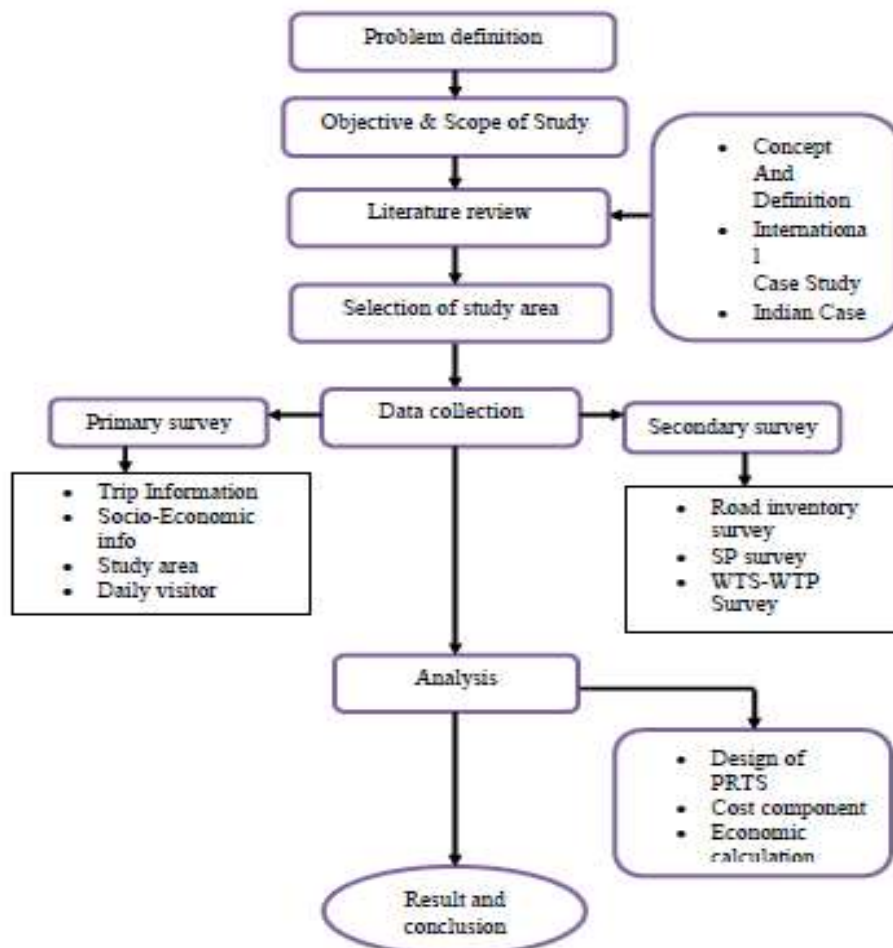 Problem definition
Objective & Scope of Study
Literature review
• Concept
And
Definition
• Internationa
l
Case Study
• Indian Case
Selection of study area
Data collection
Primary survey
Secondary survey
• Trip Information
• Socio-Economic
info
• Study area
• Daily visitor
• Road inventory
survey
• SP survey
• WTS-WTP
Survey
Analysis
• Design of
PRTS
• Cost component
• Economic
calculation
Result and
conclusion